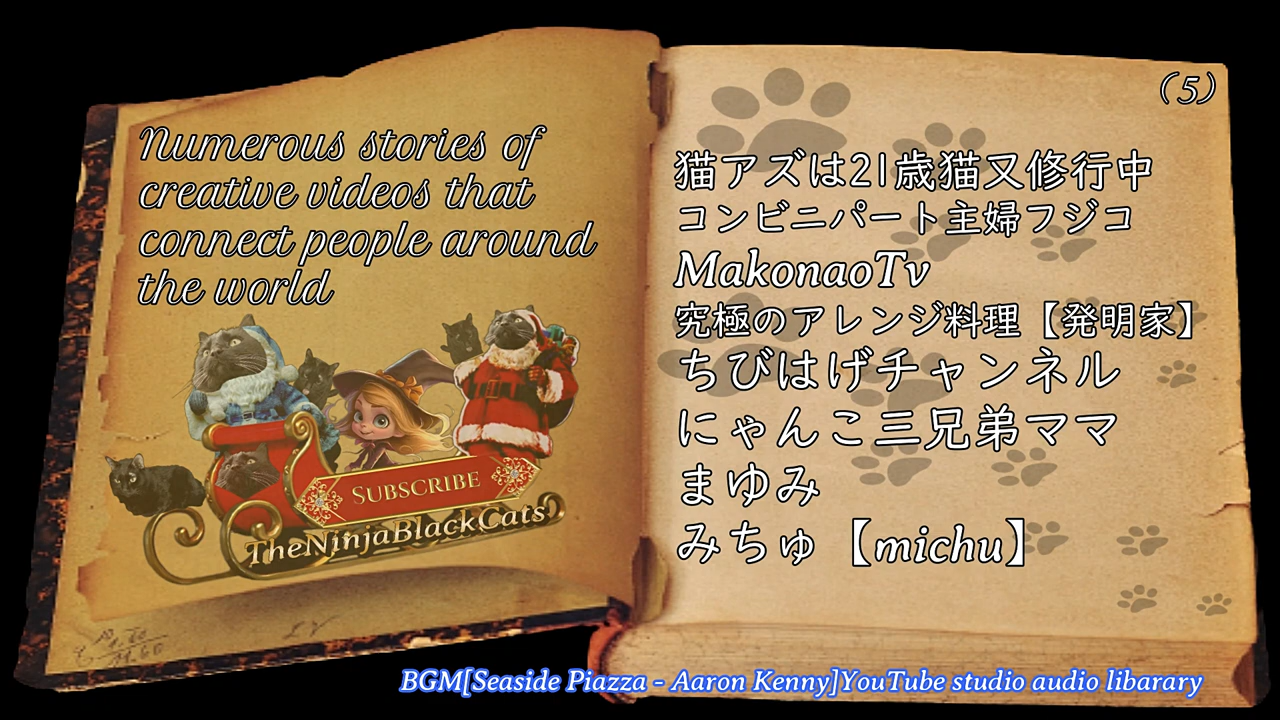 Numerous stories of
creative videos that
connect people around
the world
SUBSCRIBE
TheNinjaBlackCats
(5)
猫アズは21歳猫又修行中
コンビニパート主婦フジコ
MakonaoTv
究極のアレンジ料理【発明家】
ちびはげチャンネル
にゃんこ三兄弟ママ
まゆみ
みちゅ【michu】
BGM[Seaside Piazza - Aaron Kenny]YouTube studio audio libarary